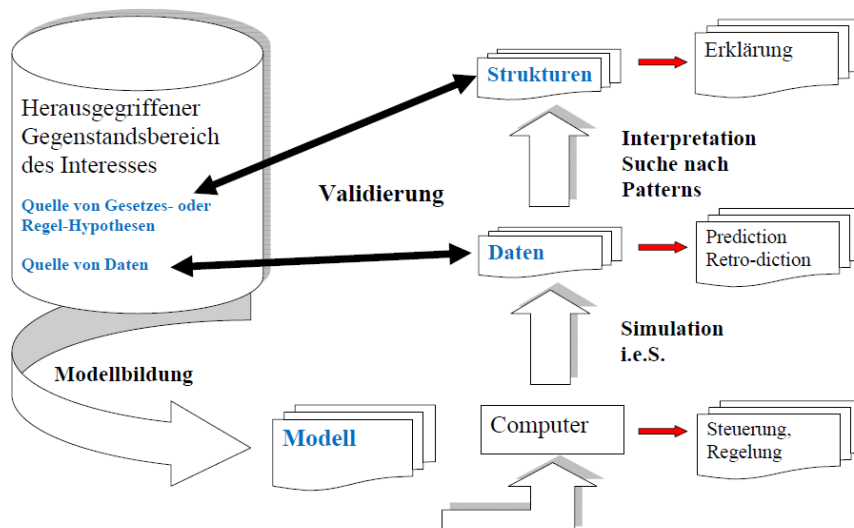 Herausgegriffener
Gegenstandsbereich
des Interesses
Quelle von Gesetzes- oder
Regel-Hypothesen
Quelle von Daten
Modellbildung
Modell
Validierung
Strukturen
Erklärung
Interpretation
Suche nach
Patterns
Daten
Prediction
Retro-diction
Simulation
i.e.S.
Computer
Steuerung,
Regelung